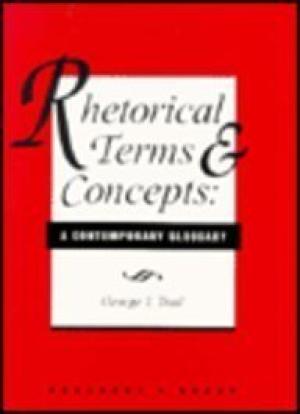 Rhetorical
Terms &
Concepts:
A CONTEMPORARY GLOSSARY
George Y. Trail